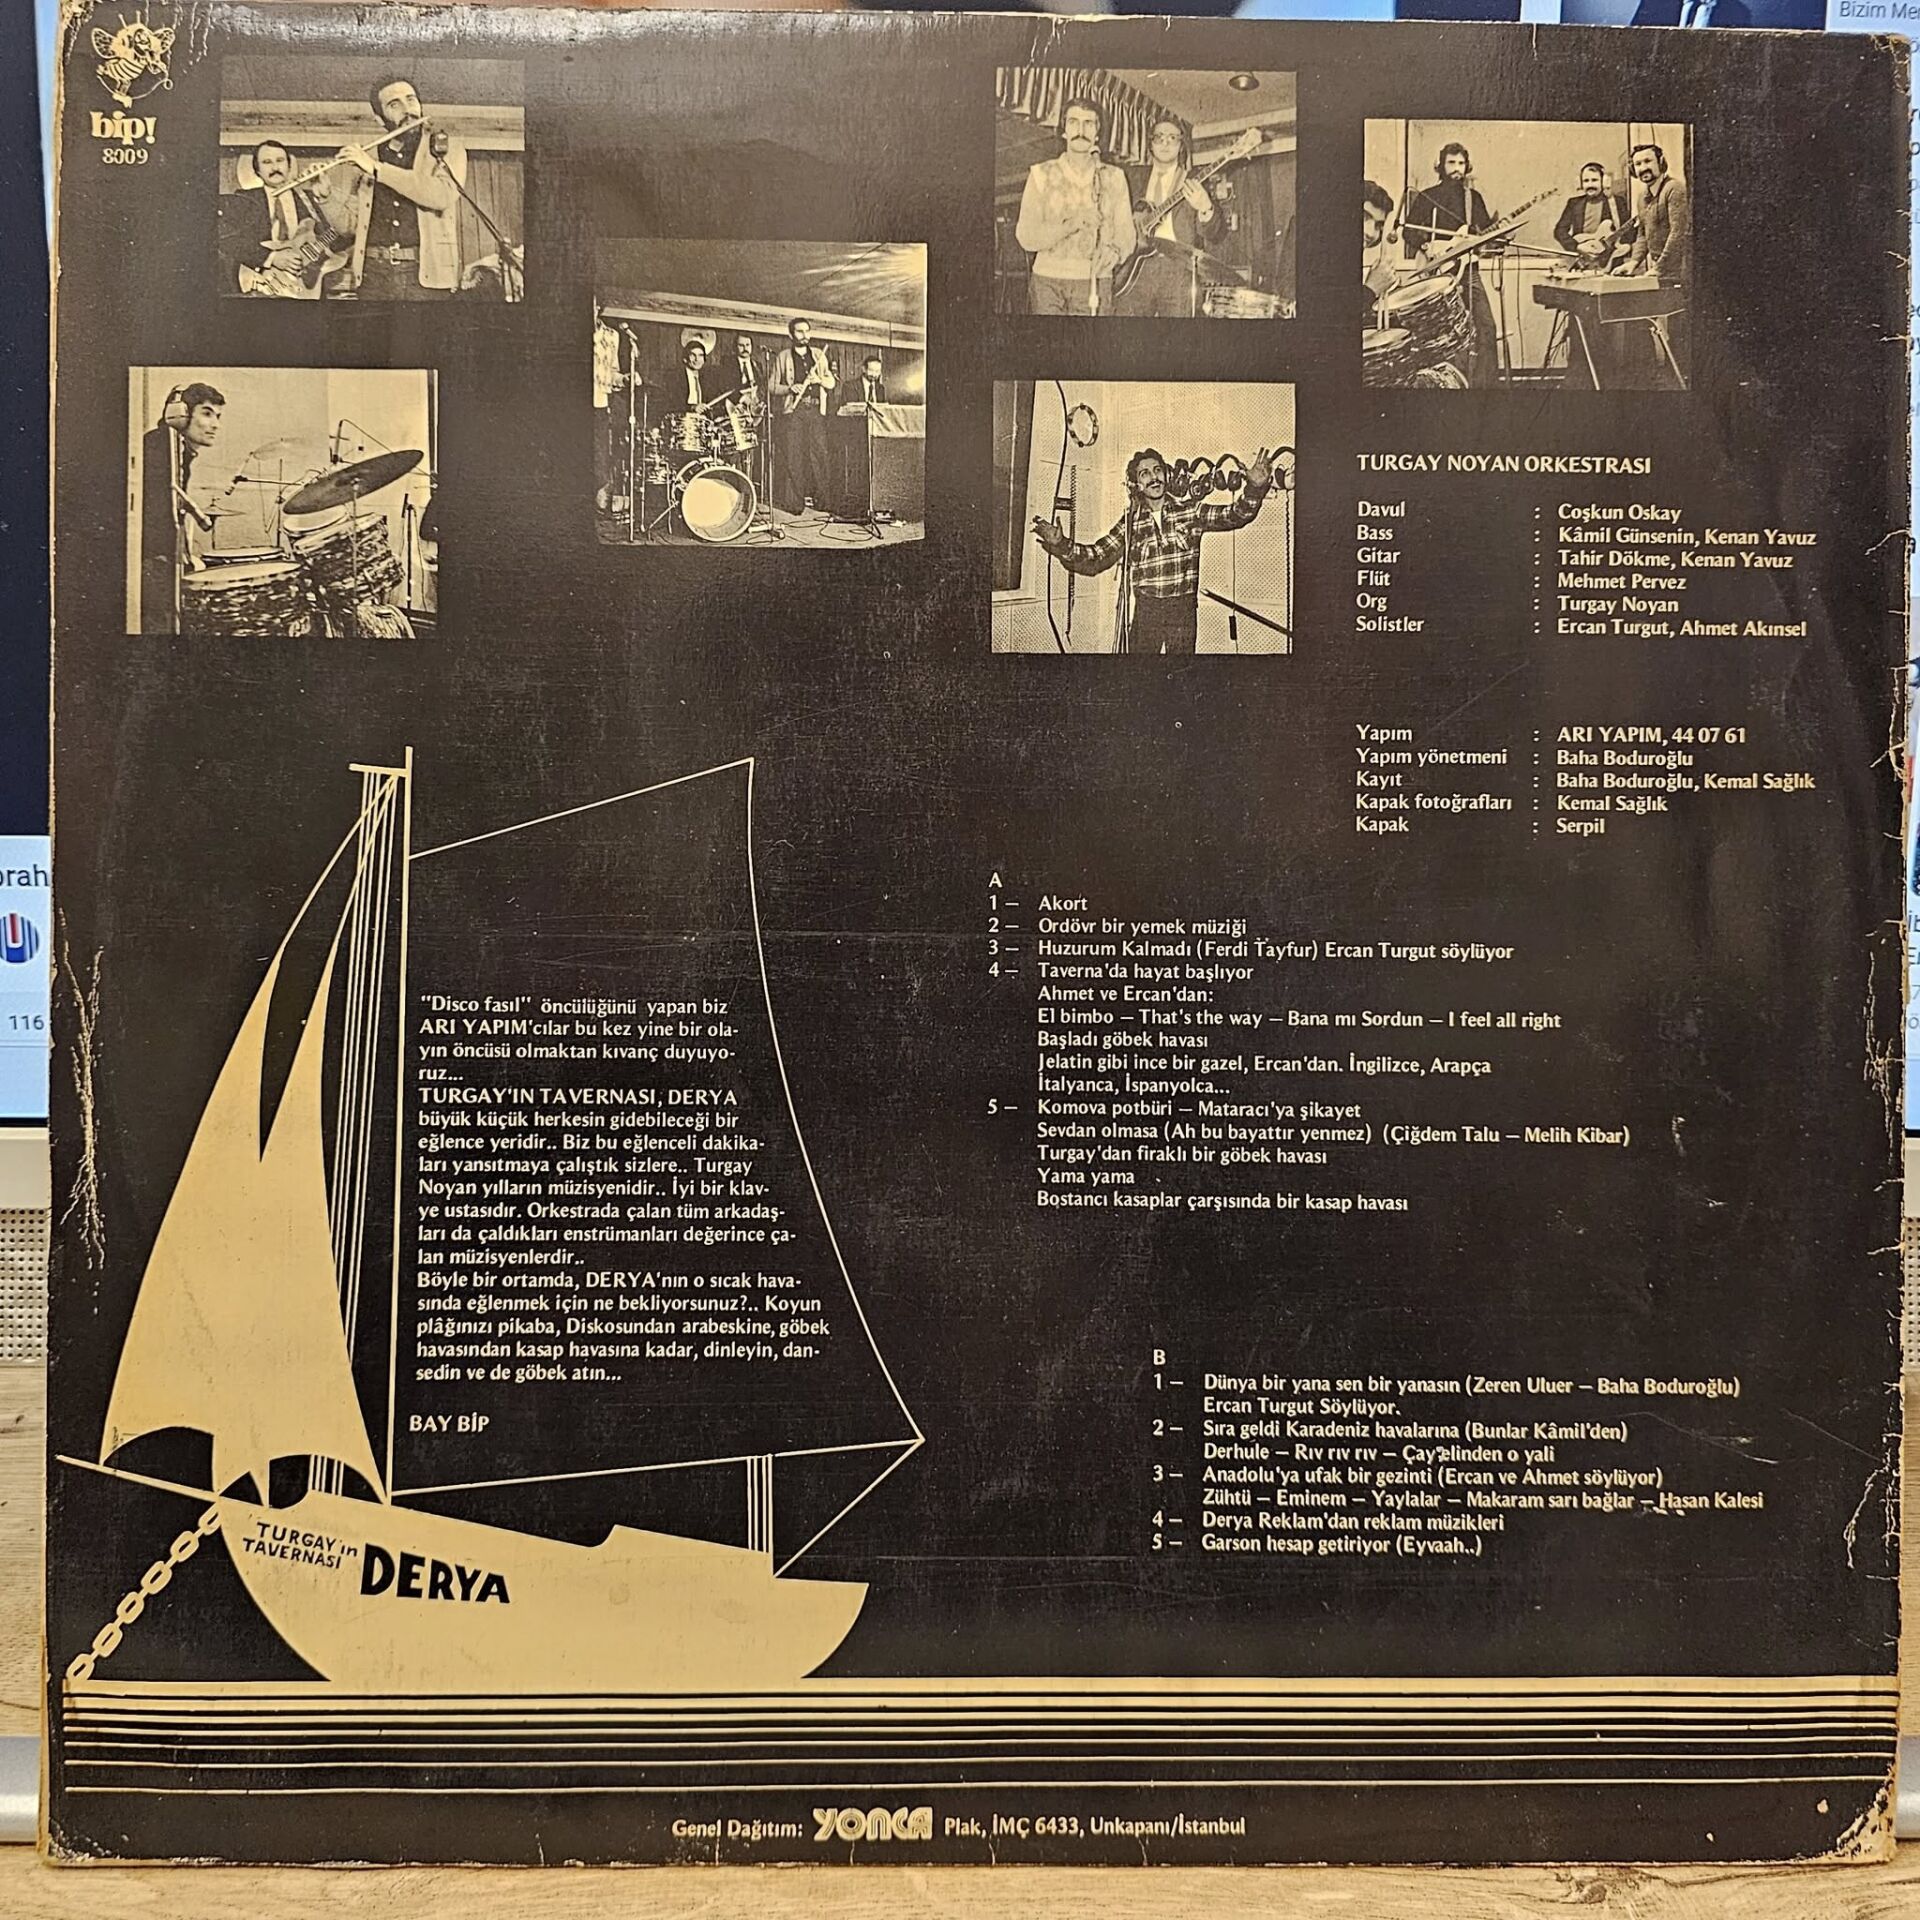 bip!
8009
TURGAY NOYAN ORKESTRASI
Davul : Coşkun Oskay
Bass : Kâmil Günsenin, Kenan Yavuz
Gitar : Tahir Dökme, Kenan Yavuz
Flüt : Mehmet Pervez
Org : Turgay Noyan
Solistler : Ercan Turgut, Ahmet Akınsel
Yapım : ARI YAPIM, 44 07 61
Yapım yönetmeni : Baha Boduroğlu
Kayıt : Baha Boduroğlu, Kemal Sağlık
Kapak fotoğrafları : Kemal Sağlık
Kapak : Serpil
A
1 – Akort
2 – Ordövr bir yemek müziği
3 – Huzurum Kalmadı (Ferdi Tayfur) Ercan Turgut söylüyor
4 – Taverna'da hayat başlıyor
Ahmet ve Ercan'dan:
El bimbo – That's the way – Bana mı Sordun – I feel all right
Başladı göbek havası
Jelatin gibi ince bir gazel, Ercan'dan. İngilizce, Arapça
İtalyanca, İspanyolca...
5 – Komova potbüri – Mataracı'ya şikayet
Sevdan olmasa (Ah bu bayattır yenmez) (Çiğdem Talu – Melih Kibar)
Turgay'dan firaklı bir göbek havası
Yama yama
Bostancı kasaplar çarşısında bir kasap havası
"Disco fasıl" öncülüğünü yapan biz
ARI YAPIM'cılar bu kez yine bir ola-
yın öncüsü olmaktan kıvanç duyuyo-
ruz...
TURGAY'IN TAVERNASI, DERYA
büyük küçük herkesin gidebileceği bir
eğlence yeridir.. Biz bu eğlenceli dakika-
ları yansıtmaya çalıştık sizlere.. Turgay
Noyan yılların müzisyenidir.. İyi bir klav-
ye ustasıdır. Orkestrada çalan tüm arkadaş-
ları da çaldıkları enstrümanları değerince ça-
lan müzisyenlerdir..
Böyle bir ortamda, DERYA'nın o sıcak hava-
sında eğlenmek için ne bekliyorsunuz?.. Koyun
plâğınızı pikaba, Diskosundan arabeskine, göbek
havasından kasap havasına kadar, dinleyin, dan-
sedin ve de göbek atın...
BAY BİP
B
1 – Dünya bir yana sen bir yanasın (Zeren Uluer – Baha Boduroğlu)
Ercan Turgut Söylüyor.
2 – Sıra geldi Karadeniz havalarına (Bunlar Kâmil'den)
Derhule – Rıv rıv rıv – Çayelinden o yali
3 – Anadolu'ya ufak bir gezinti (Ercan ve Ahmet söylüyor)
Zühtü – Eminem – Yaylalar – Makaram sarı bağlar – Hasan Kalesi
4 – Derya Reklam'dan reklam müzikleri
5 – Garson hesap getiriyor (Eyvaah..)
TURGAY'ın
TAVERNASI
DERYA
Genel Dağıtım: YONCA Plak, İMÇ 6433, Unkapanı/İstanbul
116
Bizim